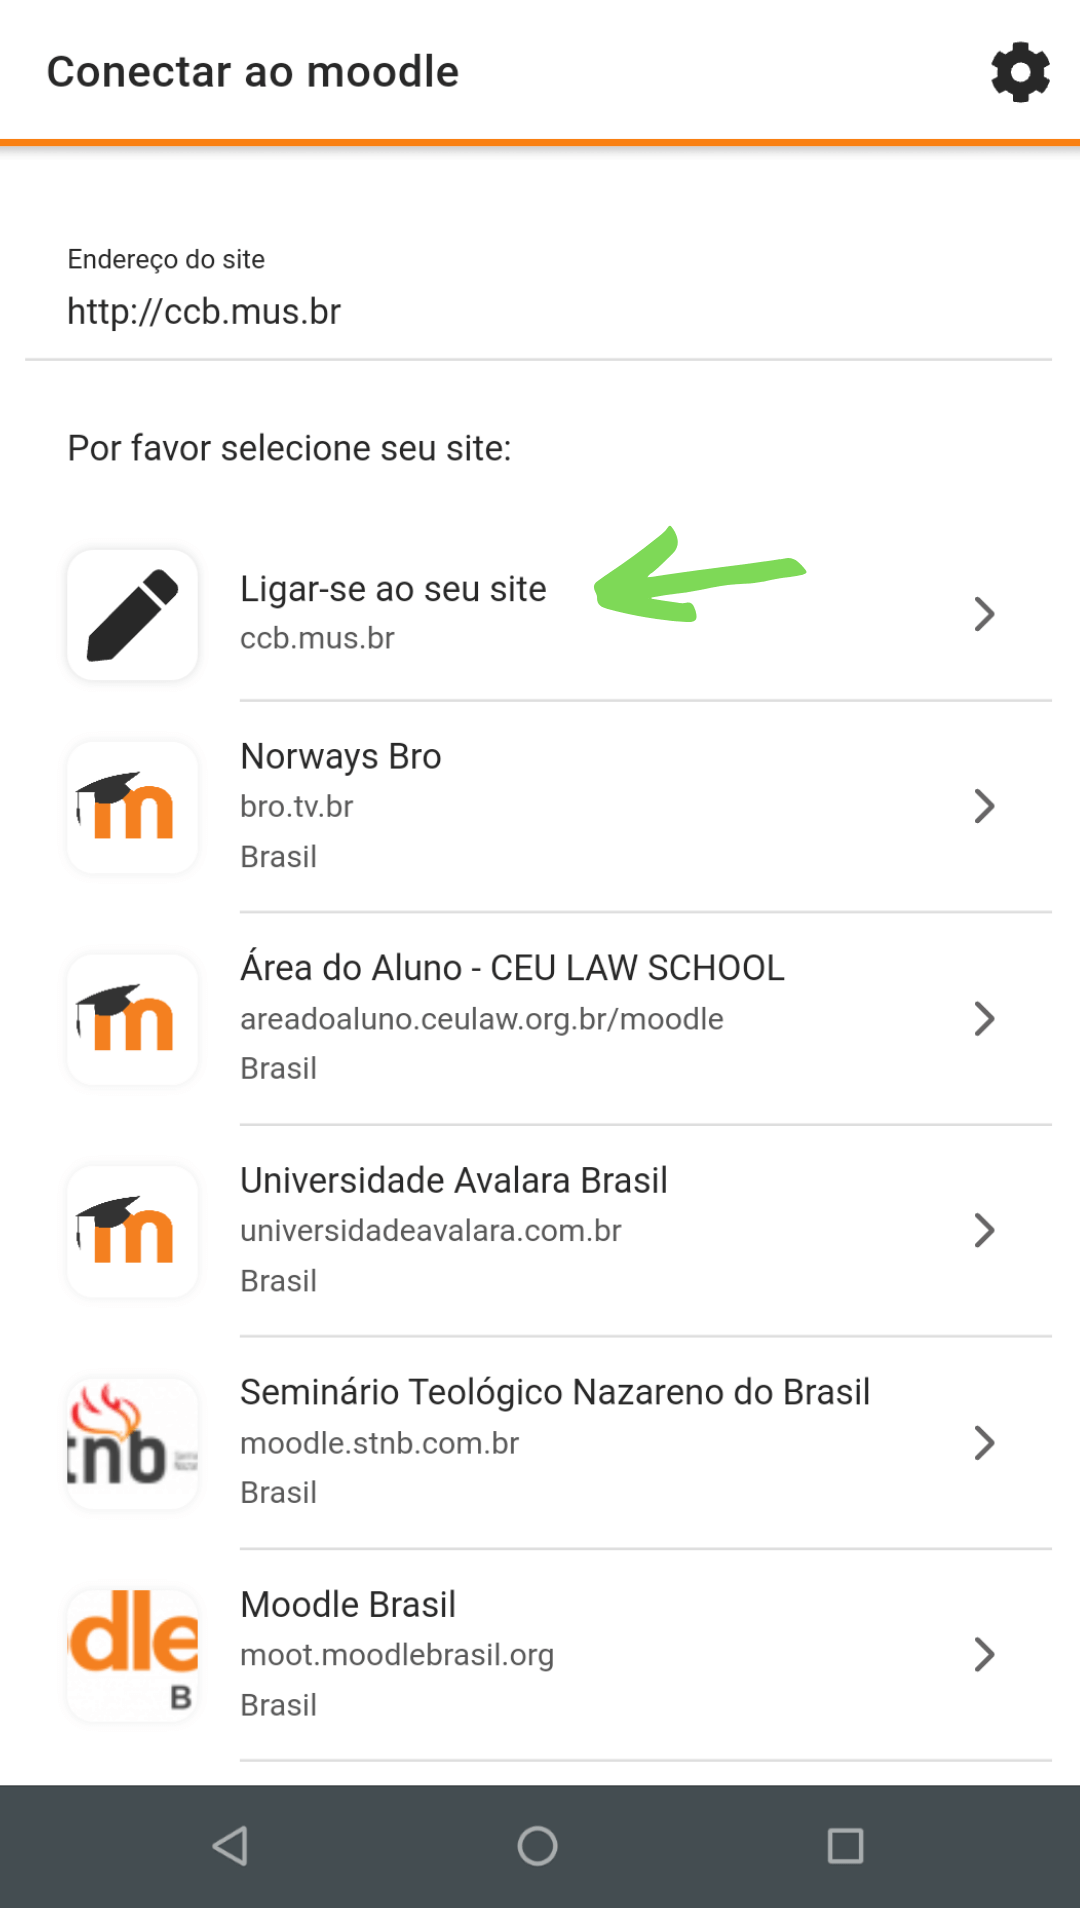 Conectar ao moodle
Endereço do site
http://ccb.mus.br
Por favor selecione seu site:
Ligar-se ao seu site
ccb.mus.br
Norways Bro
bro.tv.br
Brasil
m
Área do Aluno - CEU LAW SCHOOL
areadoaluno.ceulaw.org.br/moodle
Brasil
m
Universidade Avalara Brasil
universidadeavalara.com.br
Brasil
m
Seminário Teológico Nazareno do Brasil
moodle.stnb.com.br
Brasil
tnb
Moodle Brasil
moot.moodlebrasil.org
Brasil
dle
B